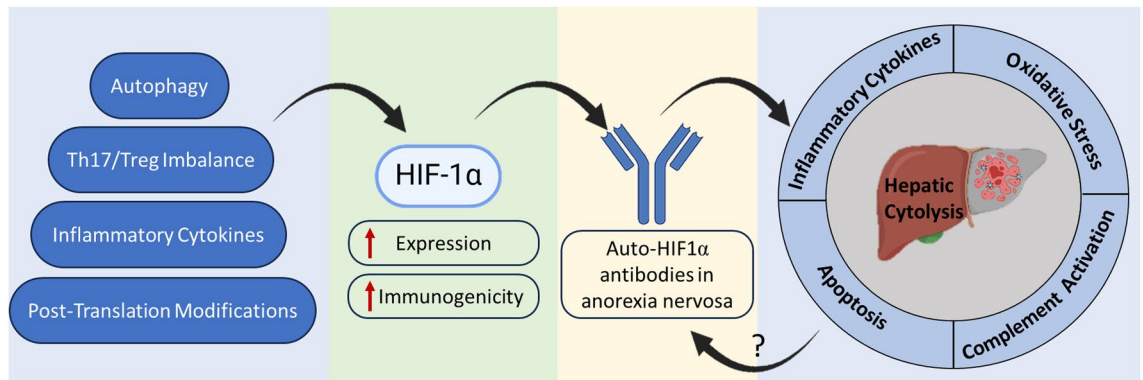 Autophagy
Th17/Treg Imbalance
Inflammatory Cytokines
Post-Translation Modifications
HIF-1α
Expression
Immunogenicity
Auto-HIF1α
antibodies in
anorexia nervosa
?
Inflammatory Cytokines
Oxidative Stress
Hepatic
Cytolysis
Apoptosis
Complement Activation